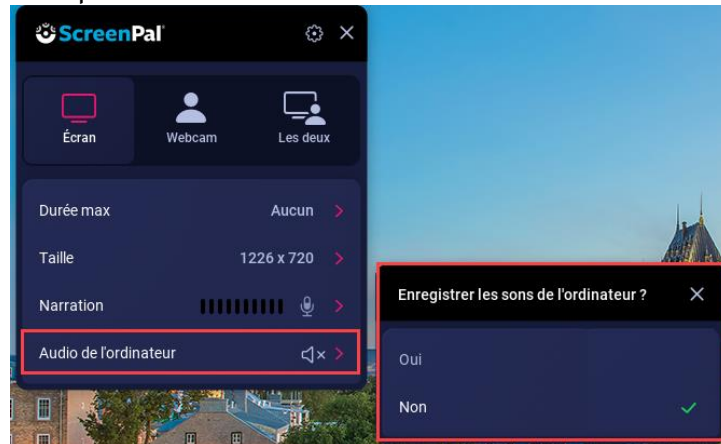 ScreenPal
Écran
Webcam
Les deux
Durée max
Aucun
Taille
1226 x 720
Narration
Audio de l'ordinateur
Enregistrer les sons de l'ordinateur ?
Oui
Non